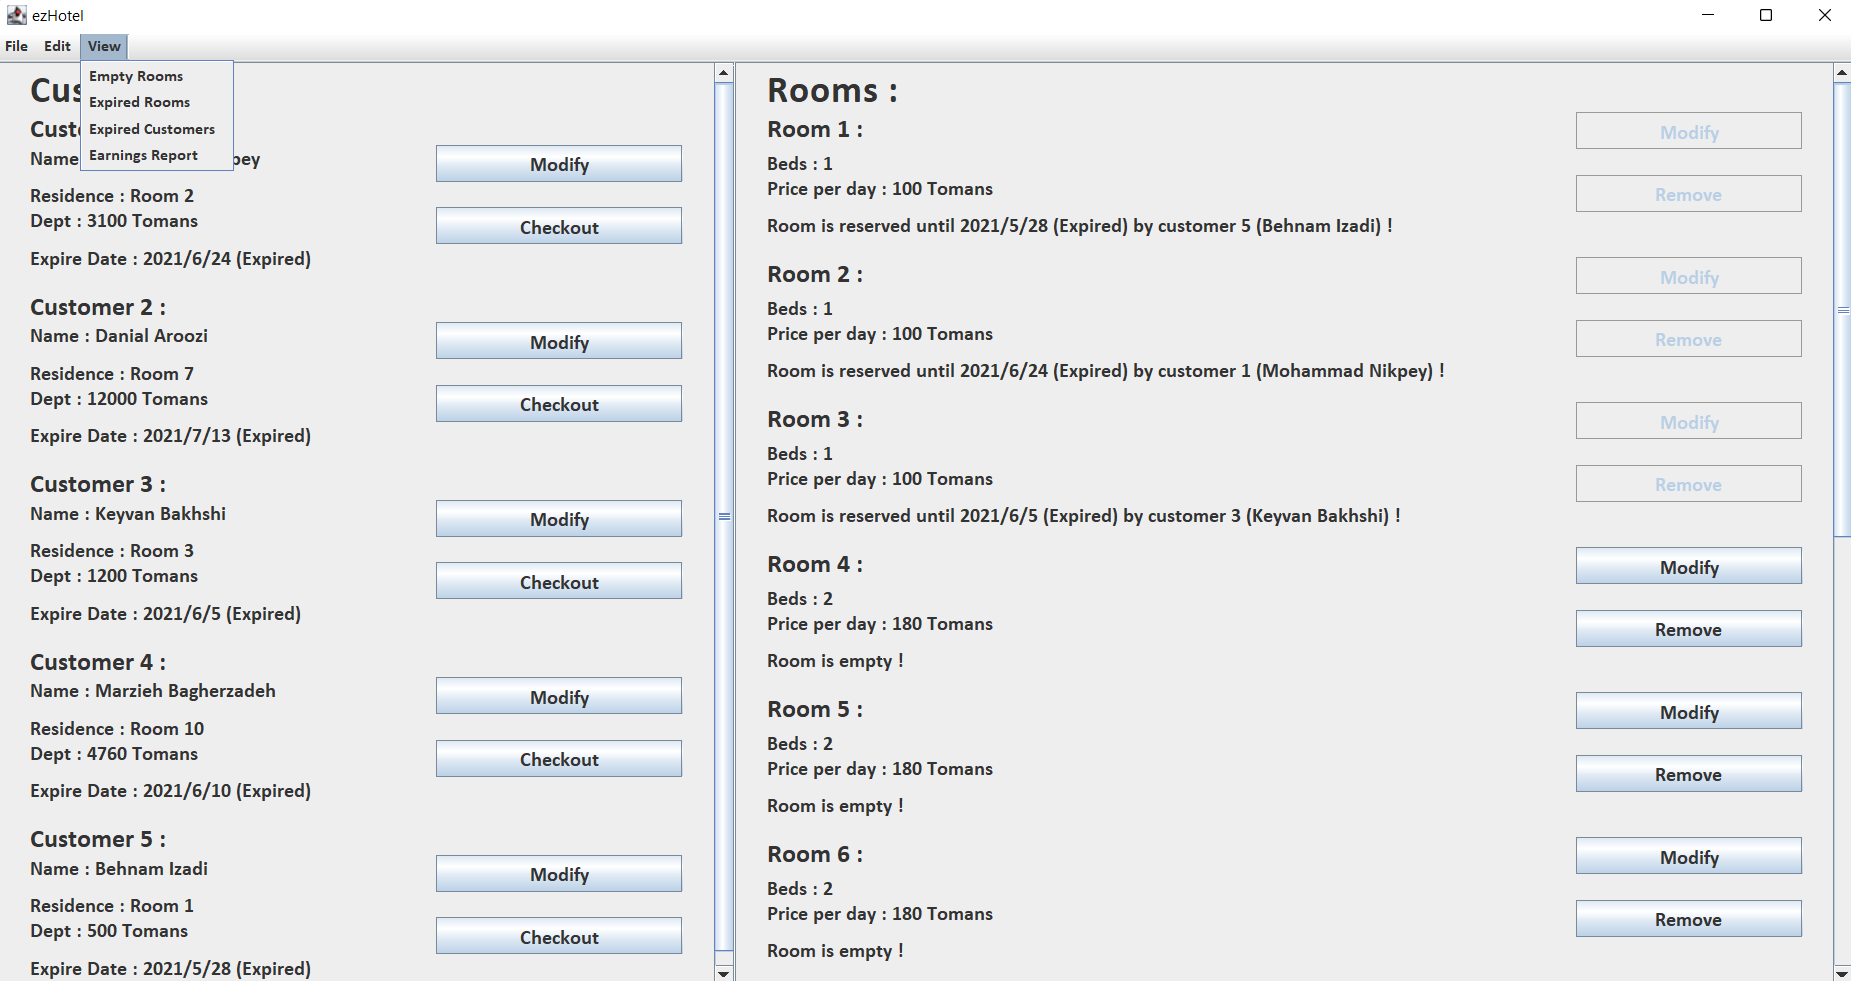 ezHotel
File Edit View
Empty Rooms
Expired Rooms
Expired Customers
Earnings Report
Name
Modify
Residence : Room 2
Dept : 3100 Tomans
Checkout
Expire Date : 2021/6/24 (Expired)
Customer 2 :
Name : Danial Aroozi
Modify
Residence : Room 7
Dept : 12000 Tomans
Checkout
Expire Date : 2021/7/13 (Expired)
Customer 3 :
Name : Keyvan Bakhshi
Modify
Residence : Room 3
Dept : 1200 Tomans
Checkout
Expire Date : 2021/6/5 (Expired)
Customer 4 :
Name : Marzieh Bagherzadeh
Modify
Residence : Room 10
Dept : 4760 Tomans
Checkout
Expire Date : 2021/6/10 (Expired)
Customer 5 :
Name : Behnam Izadi
Modify
Residence : Room 1
Dept : 500 Tomans
Checkout
Expire Date : 2021/5/28 (Expired)
Rooms :
Room 1 :
Modify
Beds : 1
Price per day : 100 Tomans
Remove
Room is reserved until 2021/5/28 (Expired) by customer 5 (Behnam Izadi) !
Room 2 :
Modify
Beds : 1
Price per day : 100 Tomans
Remove
Room is reserved until 2021/6/24 (Expired) by customer 1 (Mohammad Nikpey) !
Room 3 :
Modify
Beds : 1
Price per day : 100 Tomans
Remove
Room is reserved until 2021/6/5 (Expired) by customer 3 (Keyvan Bakhshi) !
Room 4 :
Modify
Beds : 2
Price per day : 180 Tomans
Remove
Room is empty !
Room 5 :
Modify
Beds : 2
Price per day : 180 Tomans
Remove
Room is empty !
Room 6 :
Modify
Beds : 2
Price per day : 180 Tomans
Remove
Room is empty !